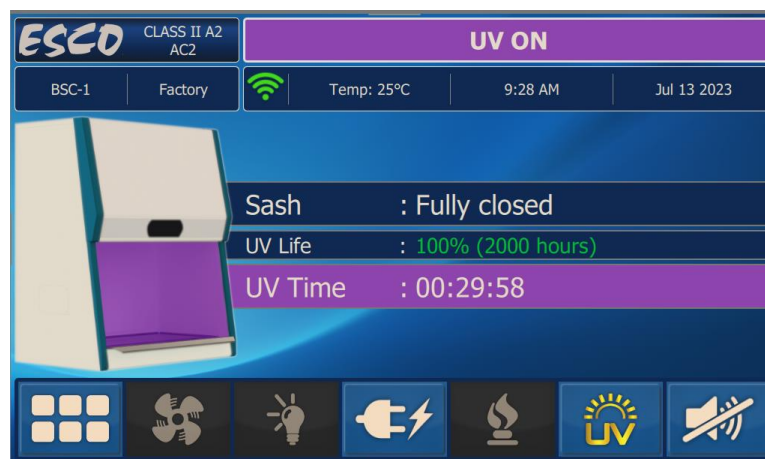 ESCO CLASS II A2 AC2 UV ON
BSC-1 Factory Temp: 25°C 9:28 AM Jul 13 2023
Sash : Fully closed
UV Life : 100% (2000 hours)
UV Time : 00:29:58
UV